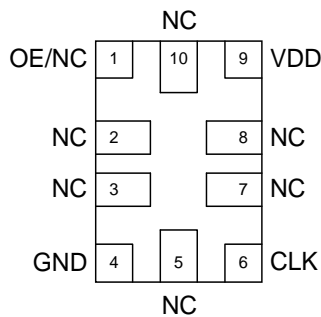 NC
OE/NC 1 10 9 VDD
NC 2 8 NC
NC 3 7 NC
GND 4 5 6 CLK
NC